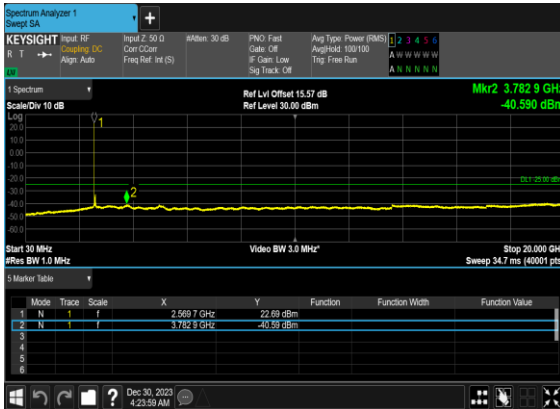 Spectrum Analyzer 1
Swept SA
+
KEYSIGHT
R T
Input: RF
Coupling: DC
Align: Auto
Input Z: 50 Ω
Corr CCorr
Freq Ref: Int (S)
#Atten: 30 dB
PNO: Fast
Gate: Off
IF Gain: Low
Sig Track: Off
Avg Type: Power (RMS)
Avg|Hold: 100/100
Trig: Free Run
1 2 3 4 5 6
A W W W W W
A N N N N N
1 Spectrum
Scale/Div 10 dB
Log
Ref Lvl Offset 15.57 dB
Ref Level 30.00 dBm
Mkr2 3.782 9 GHz
-40.590 dBm
20.0
10.0
0.00
-10.0
-20.0
-30.0
-40.0
-50.0
-60.0
1
2
DL1 -25.00 dBm
Start 30 MHz
#Res BW 1.0 MHz
Video BW 3.0 MHz*
Stop 20.000 GHz
Sweep 34.7 ms (40001 pts)
5 Marker Table
Mode Trace Scale X Y Function Function Width Function Value
1 N 1 f 2.569 7 GHz 22.69 dBm
2 N 1 f 3.782 9 GHz -40.59 dBm
3
4
5
6
?
Dec 30, 2023
4:23:59 AM